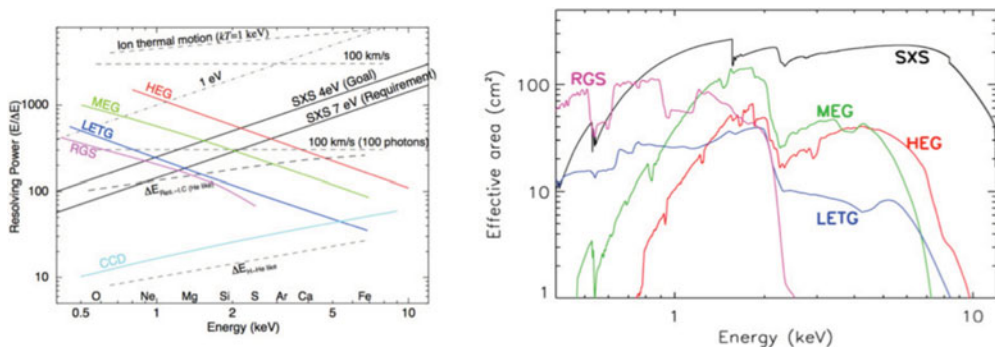 Ion thermal motion (kT=1 keV)
100 km/s
1 eV
HEG
MEG
SXS 4eV (Goal)
SXS 7 eV (Requirement)
LETG
RGS
100 km/s (100 photons)
CCD
1000
100
10
Resolving Power (E/ΔE)
O Ne Mg Si S Ar Ca Fe
0.5 1 5 10
Energy (keV)
RGS
SXS
MEG
HEG
LETG
100
10
1
Effective area (cm²)
1 10
Energy (keV)